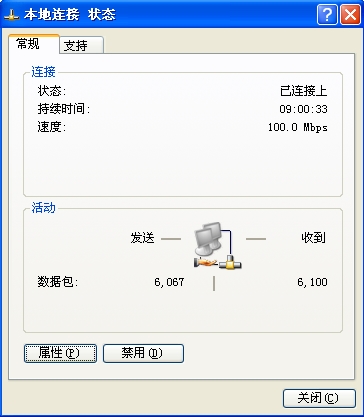 本地连接 状态
常规 支持
连接
状态: 已连接上
持续时间: 09:00:33
速度: 100.0 Mbps
活动
发送 收到
数据包: 6,067 6,100
属性(P) 禁用(D)
关闭(C)